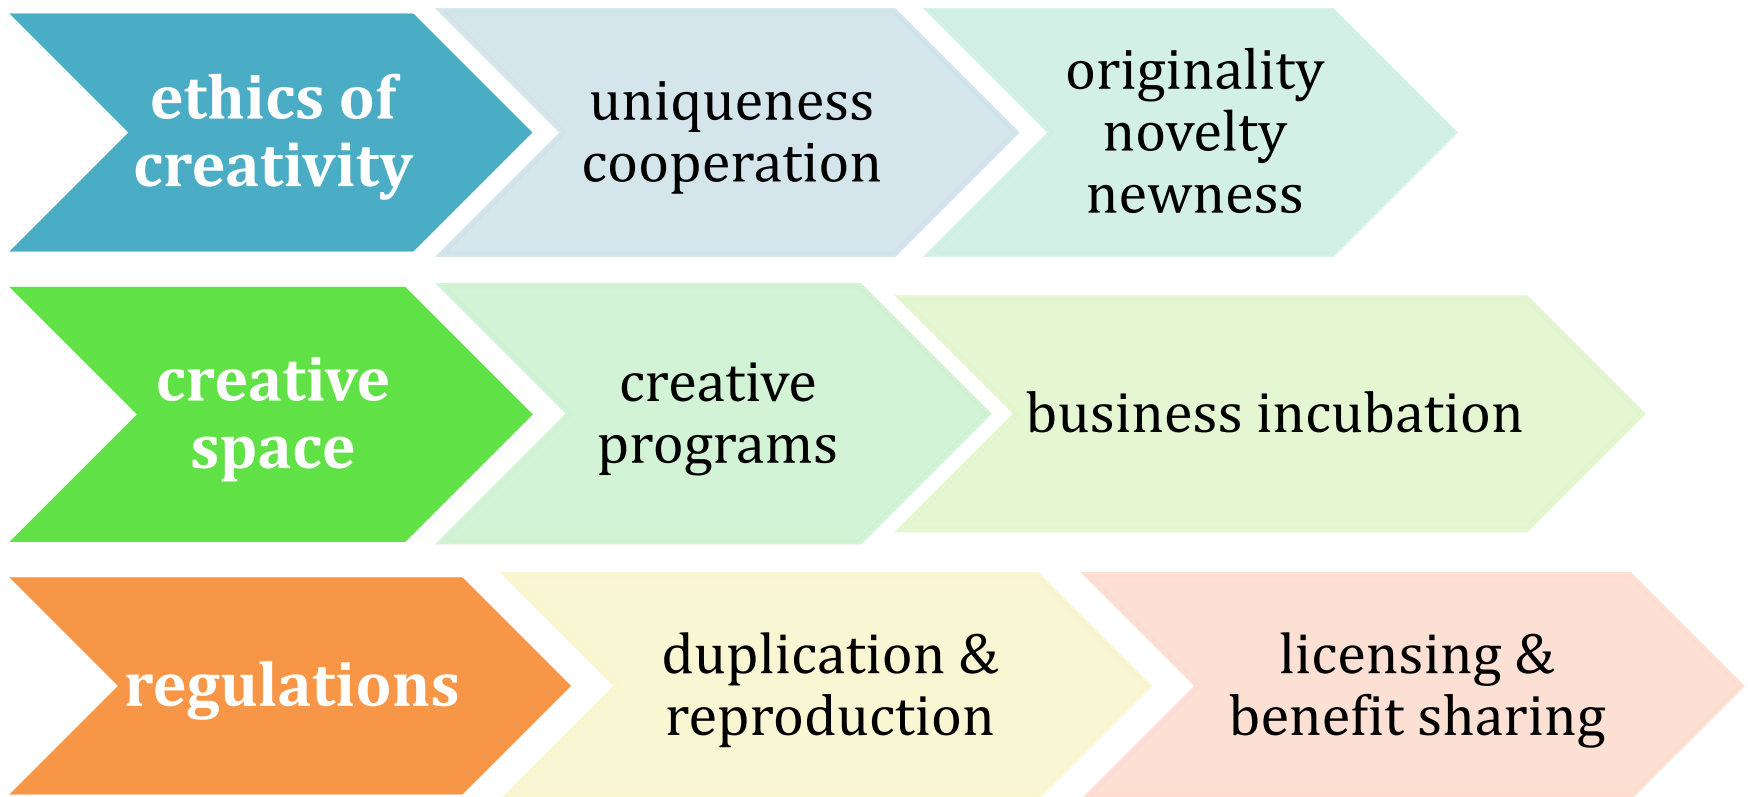 ethics of
creativity
uniqueness
cooperation
originality
novelty
newness
creative
space
creative
programs
business incubation
regulations
duplication &
reproduction
licensing &
benefit sharing